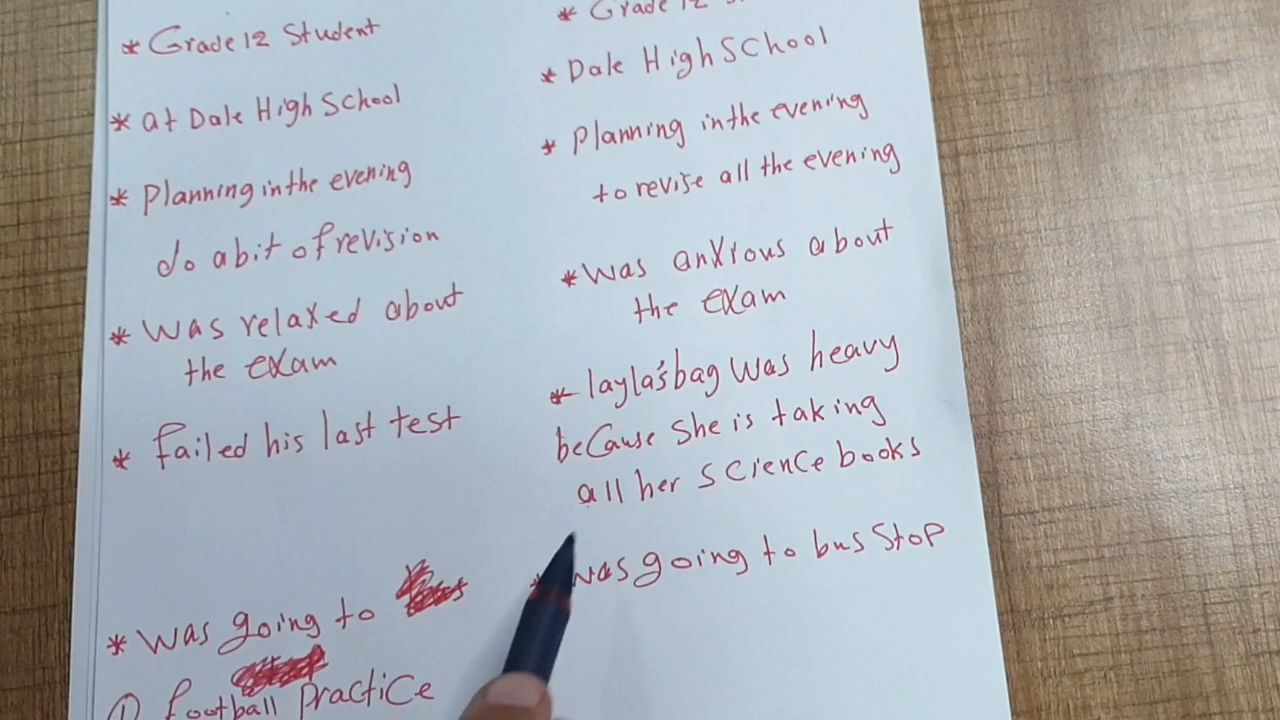 * Grade 12 Student
* at Dale High School
* Planning in the evening
do a bit of revision
* Was relaxed about
the exam
* failed his last test
* Was going to
① football Practice
* Grade 12
* Dale High School
* Planning in the evening
to revise all the evening
* Was anxious about
the exam
* layla's bag was heavy
because She is taking
all her Science books
* was going to bus Stop